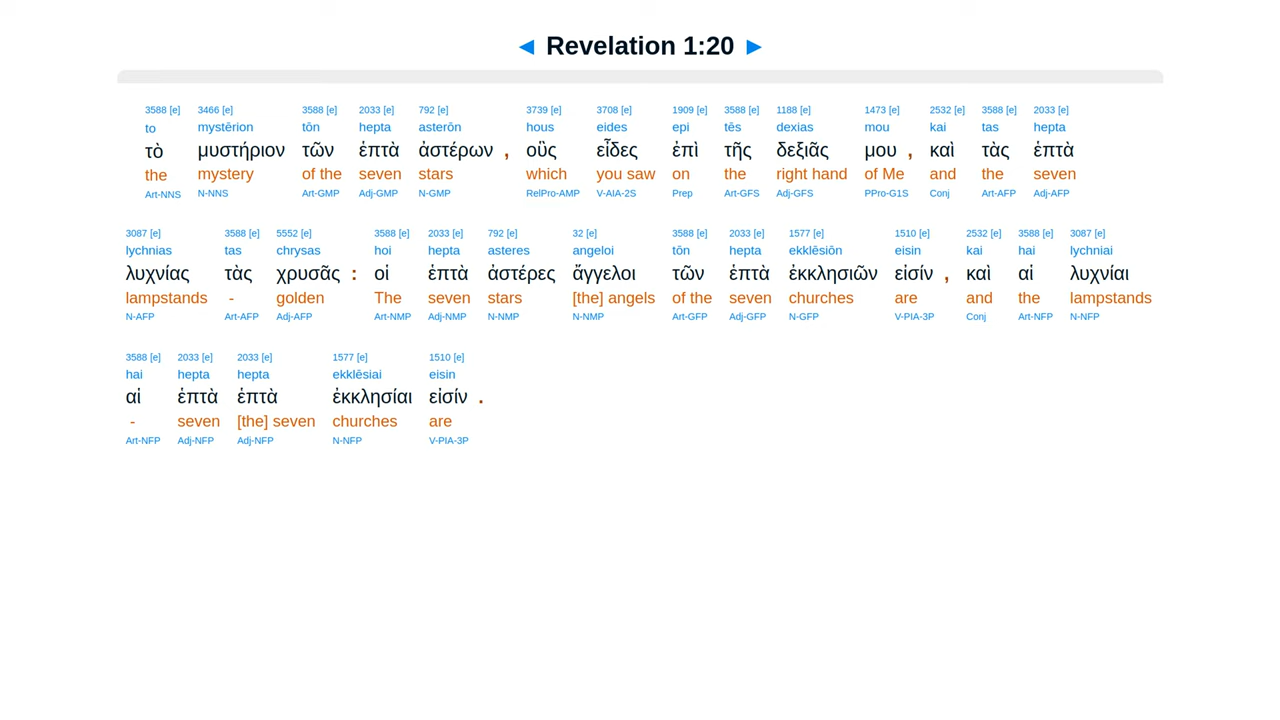 ◄ Revelation 1:20 ►
3588 [e] 3466 [e] 3588 [e] 2033 [e] 792 [e] 3739 [e] 3708 [e] 1909 [e] 3588 [e] 1188 [e] 1473 [e] 2532 [e] 3588 [e] 2033 [e]
to mystērion tōn hepta asterōn hous eides epi tēs dexias mou kai tas hepta
τὸ μυστήριον τῶν ἑπτὰ ἀστέρων , οὓς εἶδες ἐπὶ τῆς δεξιᾶς μου , καὶ τὰς ἑπτὰ
the mystery of the seven stars which you saw on the right hand of Me and the seven
Art-NNS N-NNS Art-GMP Adj-GMP N-GMP RelPro-AMP V-AIA-2S Prep Art-GFS Adj-GFS PPro-G1S Conj Art-AFP Adj-AFP
3087 [e] 3588 [e] 5552 [e] 3588 [e] 2033 [e] 792 [e] 32 [e] 3588 [e] 2033 [e] 1577 [e] 1510 [e] 2532 [e] 3588 [e] 3087 [e]
lychnias tas chrysas hoi hepta asteres angeloi tōn hepta ekklēsiōn eisin kai hai lychniai
λυχνίας τὰς χρυσᾶς : οἱ ἑπτὰ ἀστέρες ἄγγελοι τῶν ἑπτὰ ἐκκλησιῶν εἰσίν , καὶ αἱ λυχνίαι
lampstands - golden The seven stars [the] angels of the seven churches are and the lampstands
N-AFP Art-AFP Adj-AFP Art-NMP Adj-NMP N-NMP N-NMP Art-GFP Adj-GFP N-GFP V-PIA-3P Conj Art-NFP N-NFP
3588 [e] 2033 [e] 2033 [e] 1577 [e] 1510 [e]
hai hepta hepta ekklēsiai eisin
αἱ ἑπτὰ ἑπτὰ ἐκκλησίαι εἰσίν .
- seven [the] seven churches are
Art-NFP Adj-NFP Adj-NFP N-NFP V-PIA-3P